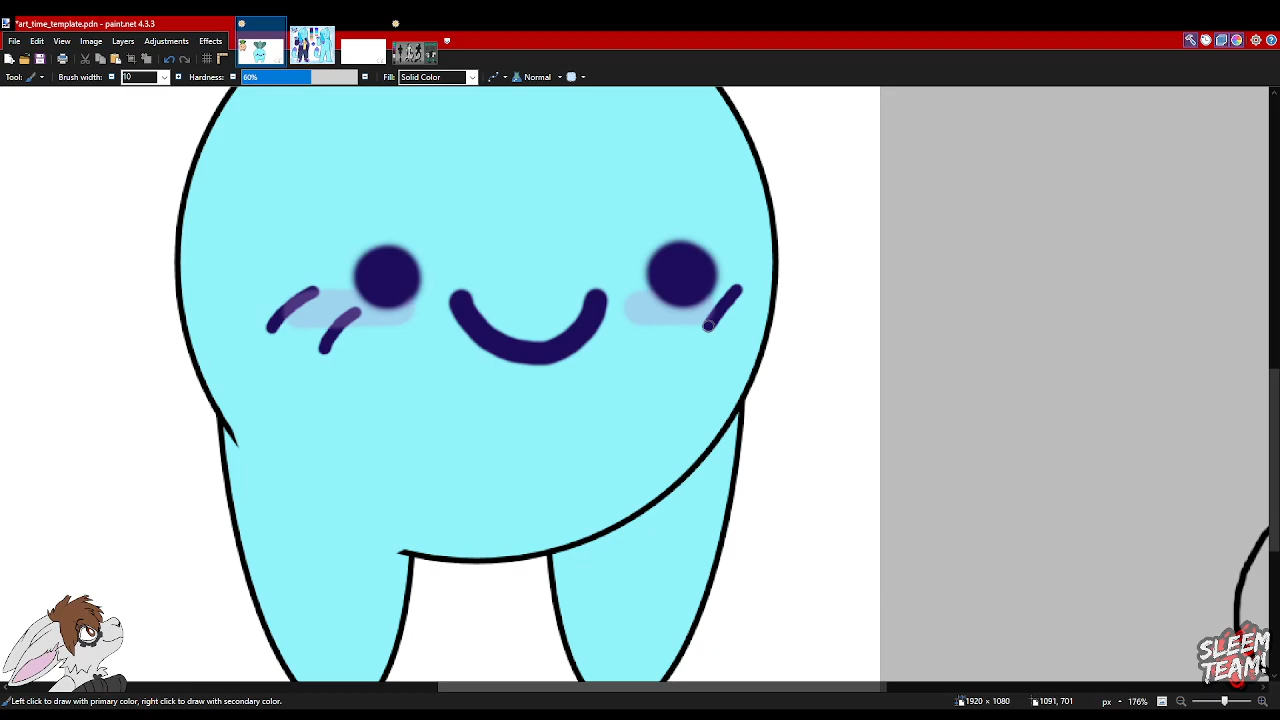 *art_time_template.pdn - paint.net 4.3.3
File Edit View Image Layers Adjustments Effects
Tool: Brush width: 10 Hardness: 60% Fill: Solid Color Normal
SLEEM
TEAM!
Left click to draw with primary color, right click to draw with secondary color. 1920 × 1080 1091, 701 px 176%